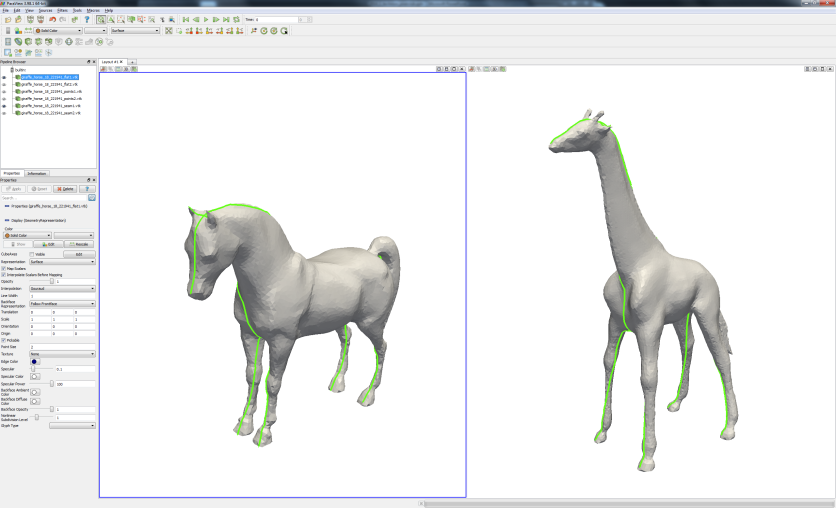 ParaView 3.98.1 64-bit
File Edit View Sources Filters Tools Macros Help
Solid Color
Surface
Time: 0
Pipeline Browser
Layout #1
builtin:
giraffe_horse_18_221941_flat1.vtk
giraffe_horse_18_221941_flat2.vtk
giraffe_horse_18_221941_points1.vtk
giraffe_horse_18_221941_points2.vtk
giraffe_horse_18_221941_seam1.vtk
giraffe_horse_18_221941_seam2.vtk
Properties Information
Properties
Apply Reset Delete ?
Search
Properties (giraffe_horse_18_221941_flat1.vtk)
Display (GeometryRepresentation)
Color
Solid Color
Show Edit Rescale
CubeAxes Visible Edit
Representation Surface
Map Scalars
Interpolate Scalars Before Mapping
Opacity 1
Interpolation Gouraud
Line Width 1
Backface
Representation Follow Frontface
Translation 0 0 0
Scale 1 1 1
Orientation 0 0 0
Origin 0 0 0
Pickable
Point Size 2
Texture None
Edge Color
Specular 0.1
Specular Color
Specular Power 100
Backface Ambient
Color
Backface Diffuse
Color
Backface Opacity 1
Nonlinear
Subdivision Level 1
Glyph Type